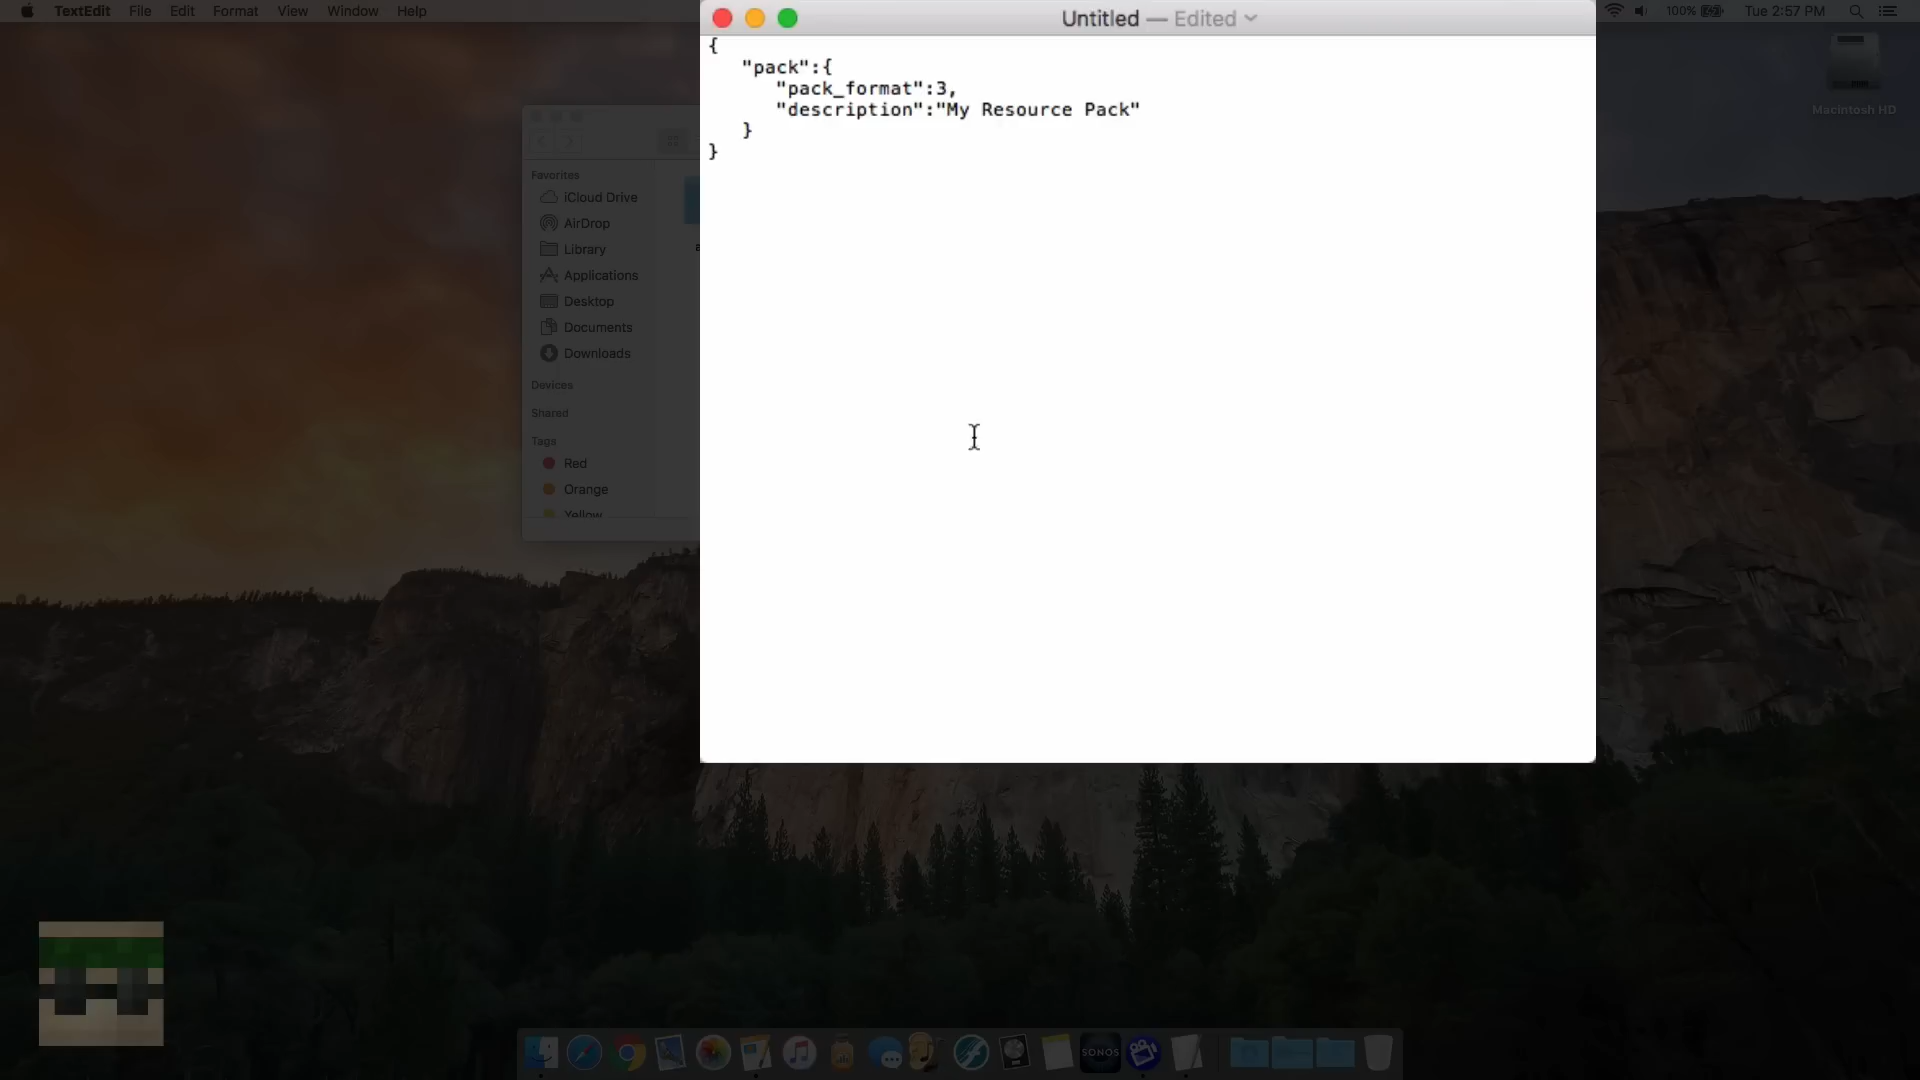 TextEdit File Edit Format View Window Help
100% Tue 2:57 PM
Untitled — Edited
{
"pack":{
"pack_format":3,
"description":"My Resource Pack"
}
}
Macintosh HD
Favorites
iCloud Drive
AirDrop
Library
Applications
Desktop
Documents
Downloads
Devices
Shared
Tags
Red
Orange
Yellow
SONOS